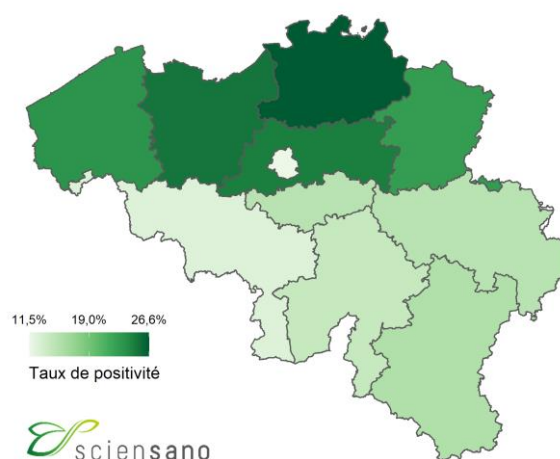 11,5% 19,0% 26,6%
Taux de positivité
sciensano